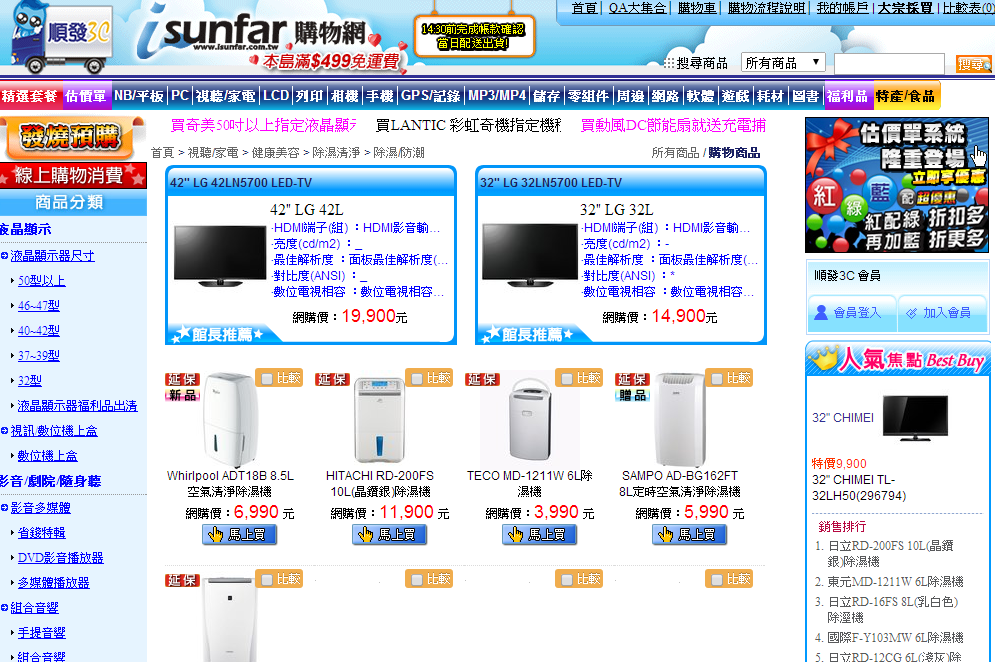 順發3C
isunfar 購物網
www.isunfar.com.tw
本島滿$499免運費
14:30前完成帳款確認
當日配送出貨!
首頁| QA大集合| 購物車| 購物流程說明| 我的帳戶|大宗採買|比較表(0)
搜尋商品 所有商品 搜尋
精選套餐 估價單 NB/平板 PC 視聽/家電 LCD 列印 相機 手機 GPS/記錄 MP3/MP4 儲存 零組件 周邊 網路 軟體 遊戲 耗材 圖書 福利品 特產/食品
發燒預購
線上購物消費
商品分類
液晶顯示
液晶顯示器尺寸
50型以上
46~47型
40~42型
37~39型
32型
液晶顯示器福利品出清
視訊/數位機上盒
數位機上盒
影音/劇院/隨身聽
影音多媒體
省錢特輯
DVD影音播放器
多媒體播放器
組合音響
手提音響
組合音響
買奇美50吋以上指定液晶顯示
買LANTIC 彩虹奇機指定機種
買勳風DC節能扇就送充電捕
首頁 > 視聽/家電 > 健康美容 > 除濕清淨 > 除濕/防潮
所有商品 / 購物商品
42" LG 42LN5700 LED-TV
42" LG 42L
·HDMI端子(組)：HDMI影音輸…
·亮度(cd/m2)：_
·最佳解析度：面板最佳解析度(…
·對比度(ANSI)：_
·數位電視相容：數位電視相容…
網購價：19,900元
館長推薦
32" LG 32LN5700 LED-TV
32" LG 32L
·HDMI端子(組)：HDMI影音輸…
·亮度(cd/m2)：-
·最佳解析度：面板最佳解析度(…
·對比度(ANSI)：*
·數位電視相容：數位電視相容…
網購價：14,900元
館長推薦
延保 新品 比較
Whirlpool ADT18B 8.5L
空氣清淨除濕機
網購價：6,990 元
馬上買
延保 比較
HITACHI RD-200FS
10L(晶鑽銀)除濕機
網購價：11,900 元
馬上買
延保 比較
TECO MD-1211W 6L除
濕機
網購價：3,990 元
馬上買
延保 贈品 比較
SAMPO AD-BG162FT
8L定時空氣清淨除濕機
網購價：5,990 元
馬上買
延保 比較
比較
比較
比較
估價單系統
隆重登場
立即享優惠
紅 綠 藍 配 超優惠
紅配綠 折扣多
再加藍 折更多
順發3C 會員
會員登入 加入會員
人氣焦點 Best Buy
32" CHIMEI
特價9,900
32" CHIMEI TL-
32LH50(296794)
銷售排行
1. 日立RD-200FS 10L(晶鑽
銀)除濕機
2. 東元MD-1211W 6L除濕機
3. 日立RD-16FS 8L(乳白色)
除溼機
4. 國際F-Y103MW 6L除濕機
5. 日立RD-12CG 6L(淺灰)除